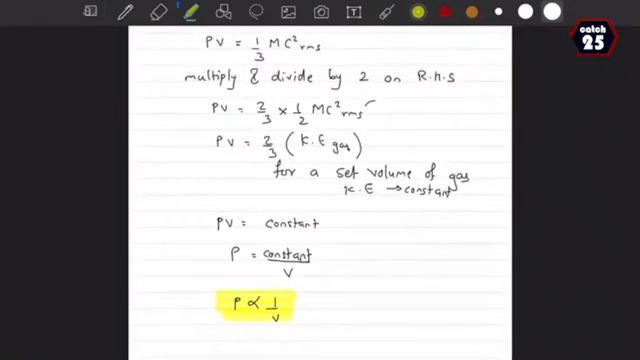 catch
25
PV = 1/3 MC²rms
multiply & divide by 2 on R.H.S
PV = 2/3 × 1/2 MC²rms
PV = 2/3 (K.E gas)
for a set volume of gas
K.E → constant
PV = constant
P = constant/V
P ∝ 1/V